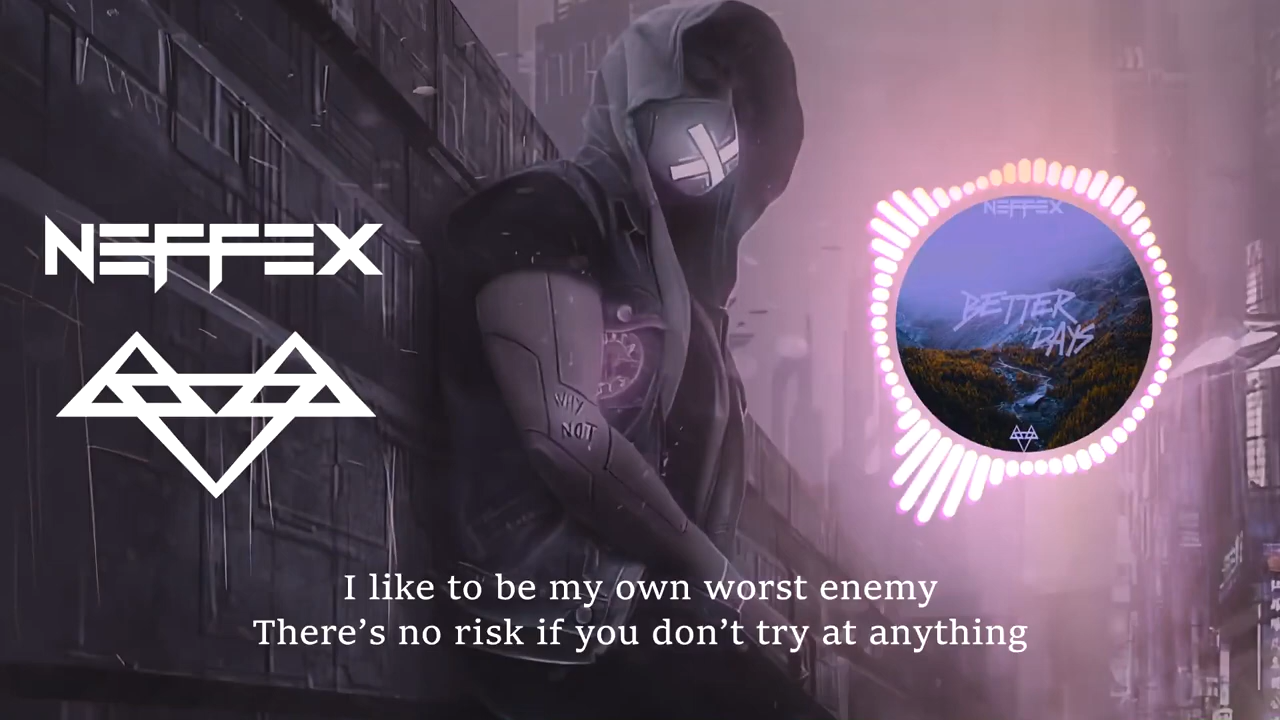 NEFFEX
WHY
NOT
NEFFEX
BETTER
DAYS
I like to be my own worst enemy
There’s no risk if you don’t try at anything